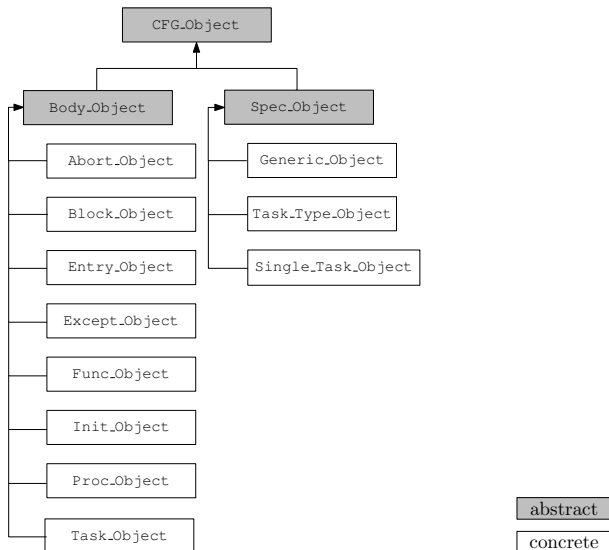 CFG_Object
Body_Object
Spec_Object
Abort_Object
Generic_Object
Block_Object
Task_Type_Object
Entry_Object
Single_Task_Object
Except_Object
Func_Object
Init_Object
Proc_Object
Task_Object
abstract
concrete